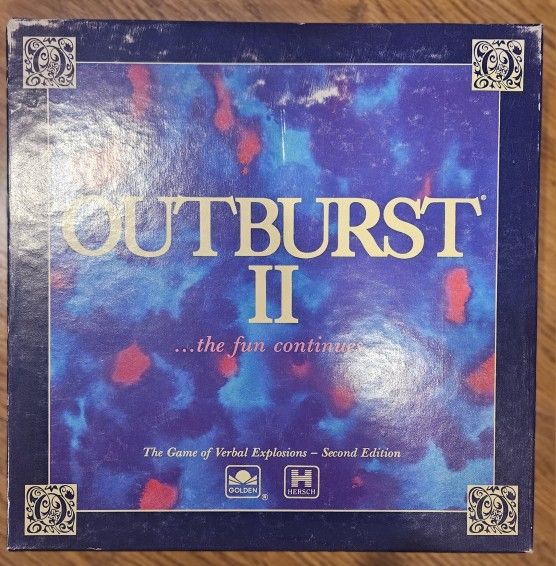 OUTBURST®
II
...the fun continues
The Game of Verbal Explosions – Second Edition
GOLDEN ®
HERSCH